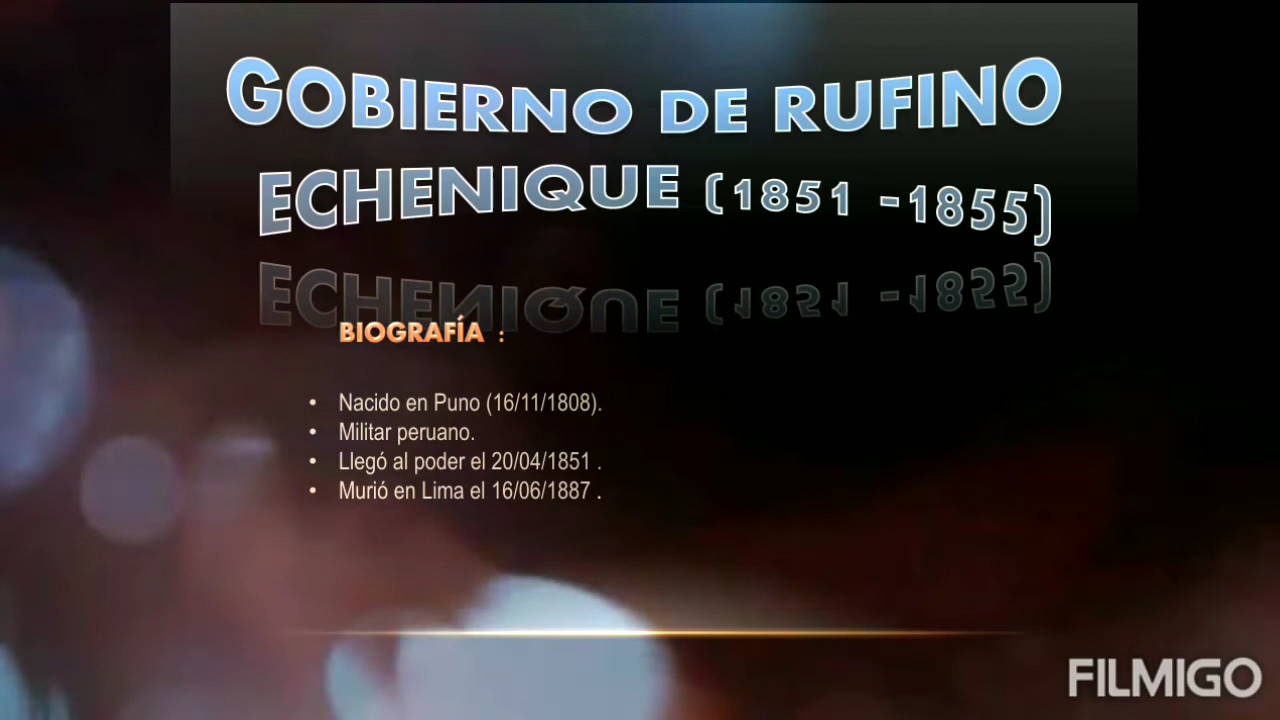 GOBIERNO DE RUFINO
ECHENIQUE (1851 -1855)
BIOGRAFÍA :
• Nacido en Puno (16/11/1808).
• Militar peruano.
• Llegó al poder el 20/04/1851 .
• Murió en Lima el 16/06/1887 .
FILMIGO